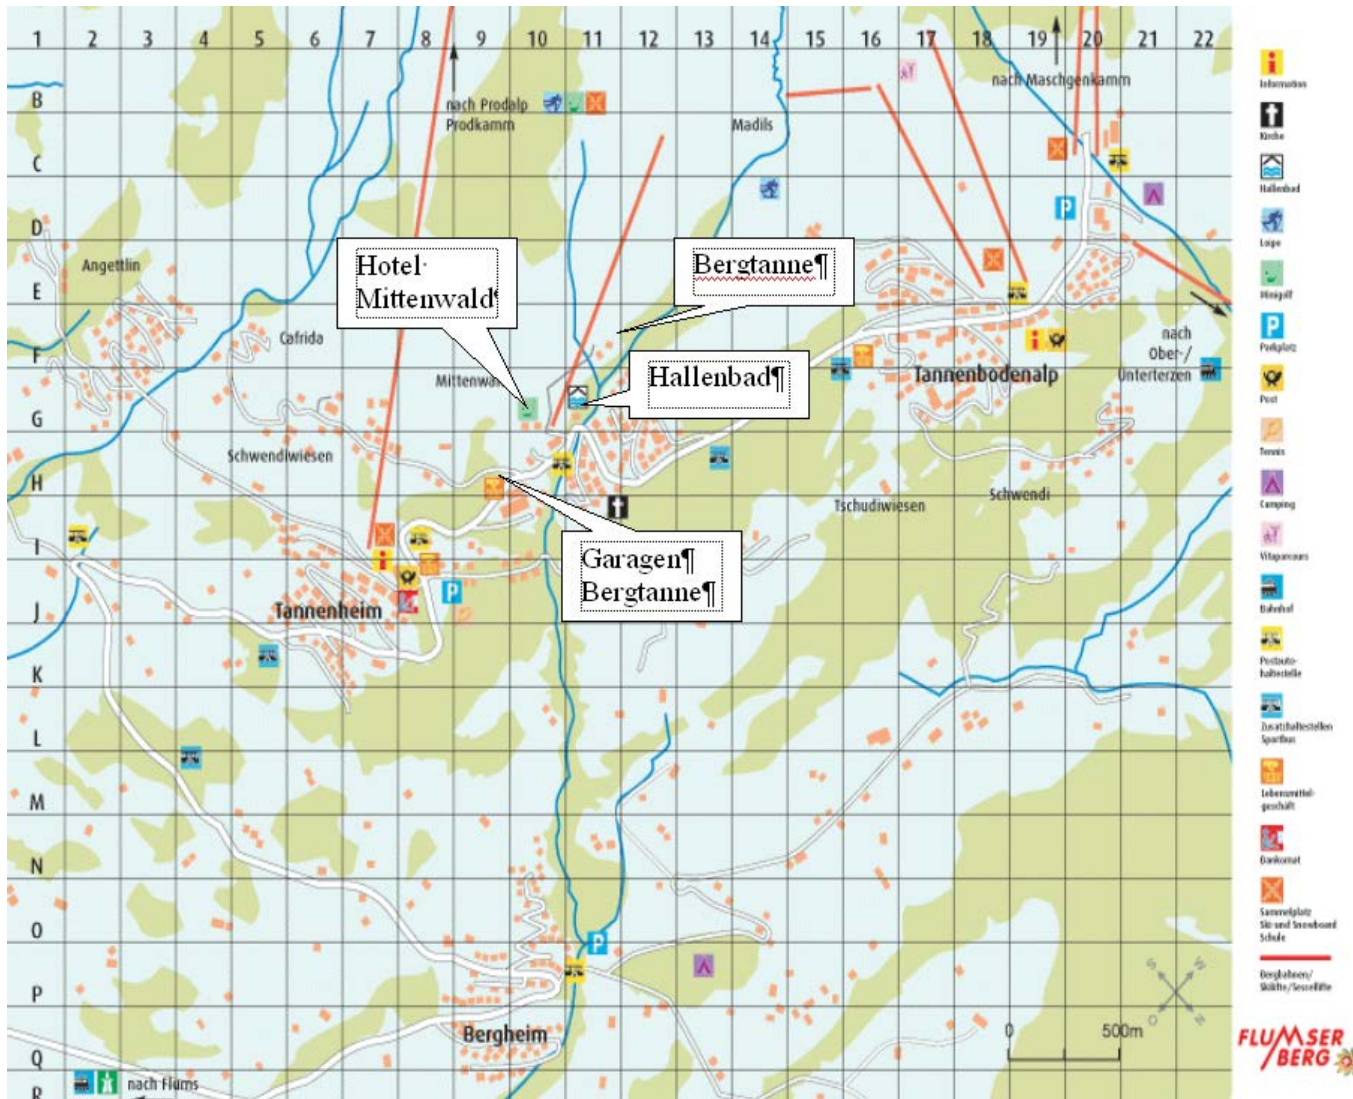 1 2 3 4 5 6 7 8 9 10 11 12 13 14 15 16 17 18 19 20 21 22
B
C
D
E
F
G
H
I
J
K
L
M
N
O
P
Q
R
nach Prodalp
Prodkamm
Madils
nach Maschgenkamm
Angettlin
Hotel
Mittenwald
Bergtanne¶
Cafrida
Mittenwa
Hallenbad¶
nach
Ober-/
Unterterzen
Tannenbodenalp
Schwendiwiesen
Tschudiwiesen
Schwendi
Garagen¶
Bergtanne¶
Tannenheim
Bergheim
nach Flums
S W
O N
0 500m
Information
Kirche
Hallenbad
Loipe
Minigolf
P
Parkplatz
Post
Tennis
Camping
Vitaparcours
Bahnhof
Postauto-
haltestelle
Zusatzhaltestellen
Sportbus
Lebensmittel-
geschäft
Bankomat
Sammelplatz
Ski- und Snowboard
Schule
Bergbahnen/
Skilifte/Sessellifte
FLUMSER
BERG